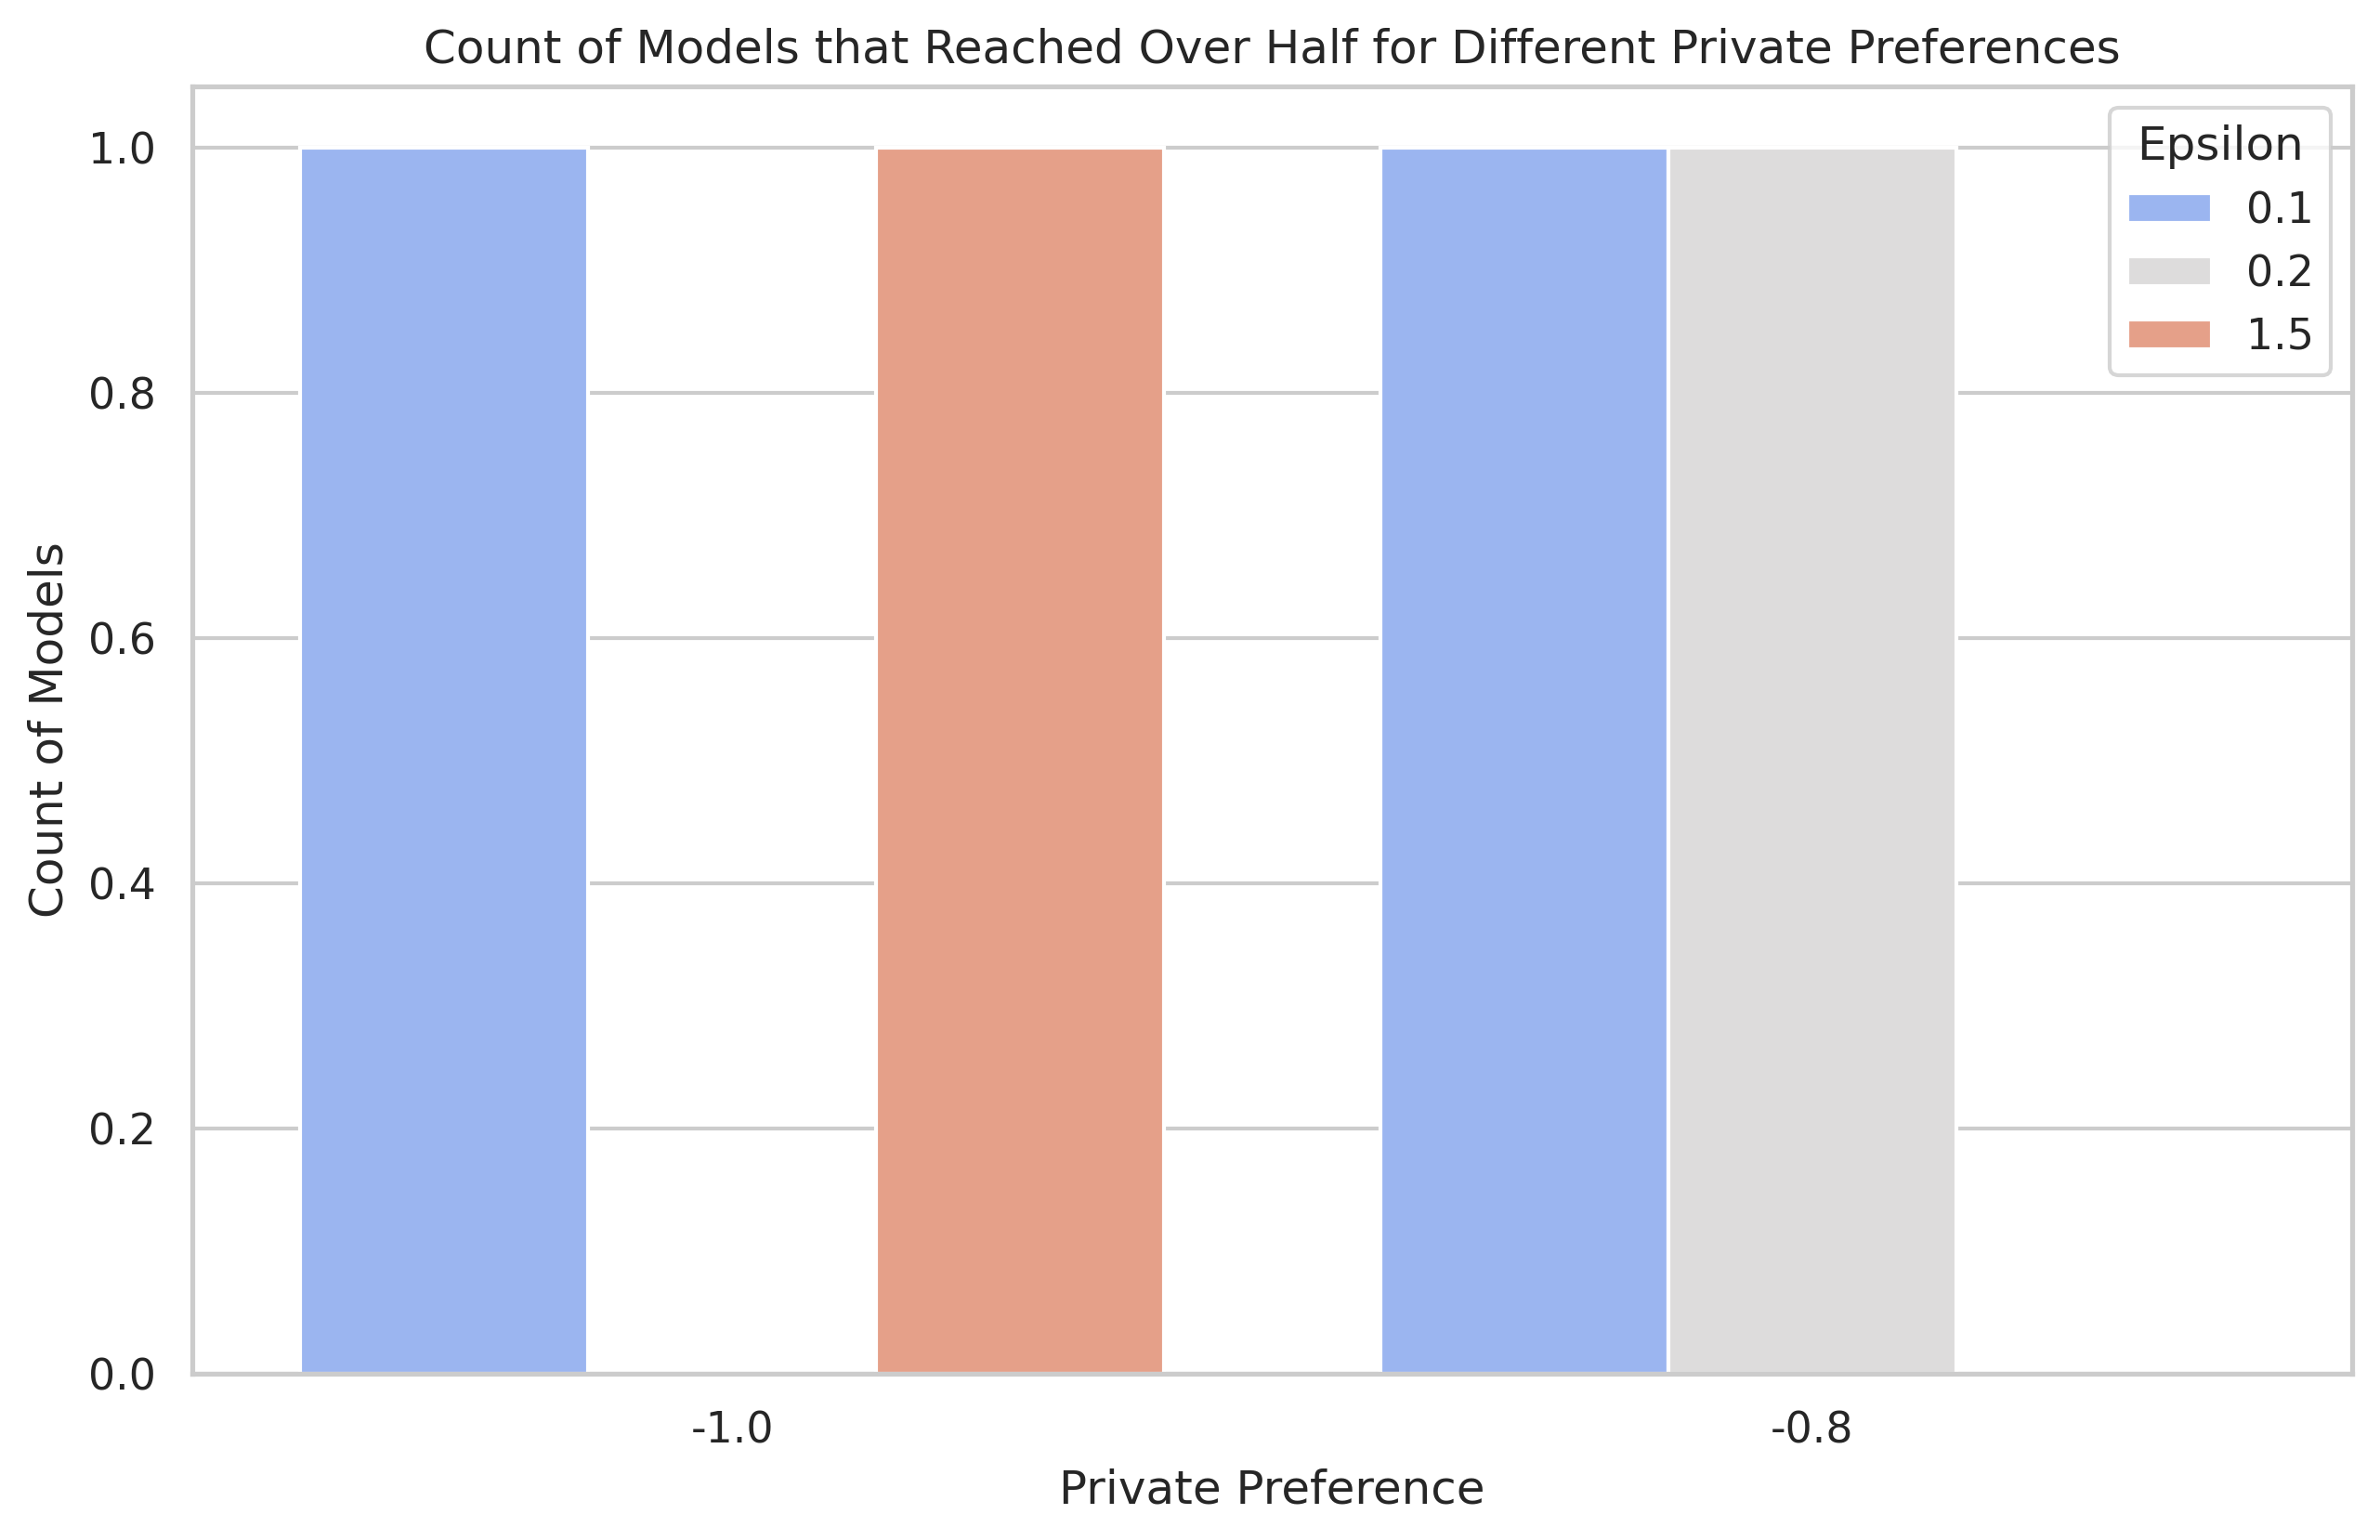 Count of Models that Reached Over Half for Different Private Preferences
Epsilon
0.1
0.2
1.5
Count of Models
1.0
0.8
0.6
0.4
0.2
0.0
-1.0
-0.8
Private Preference